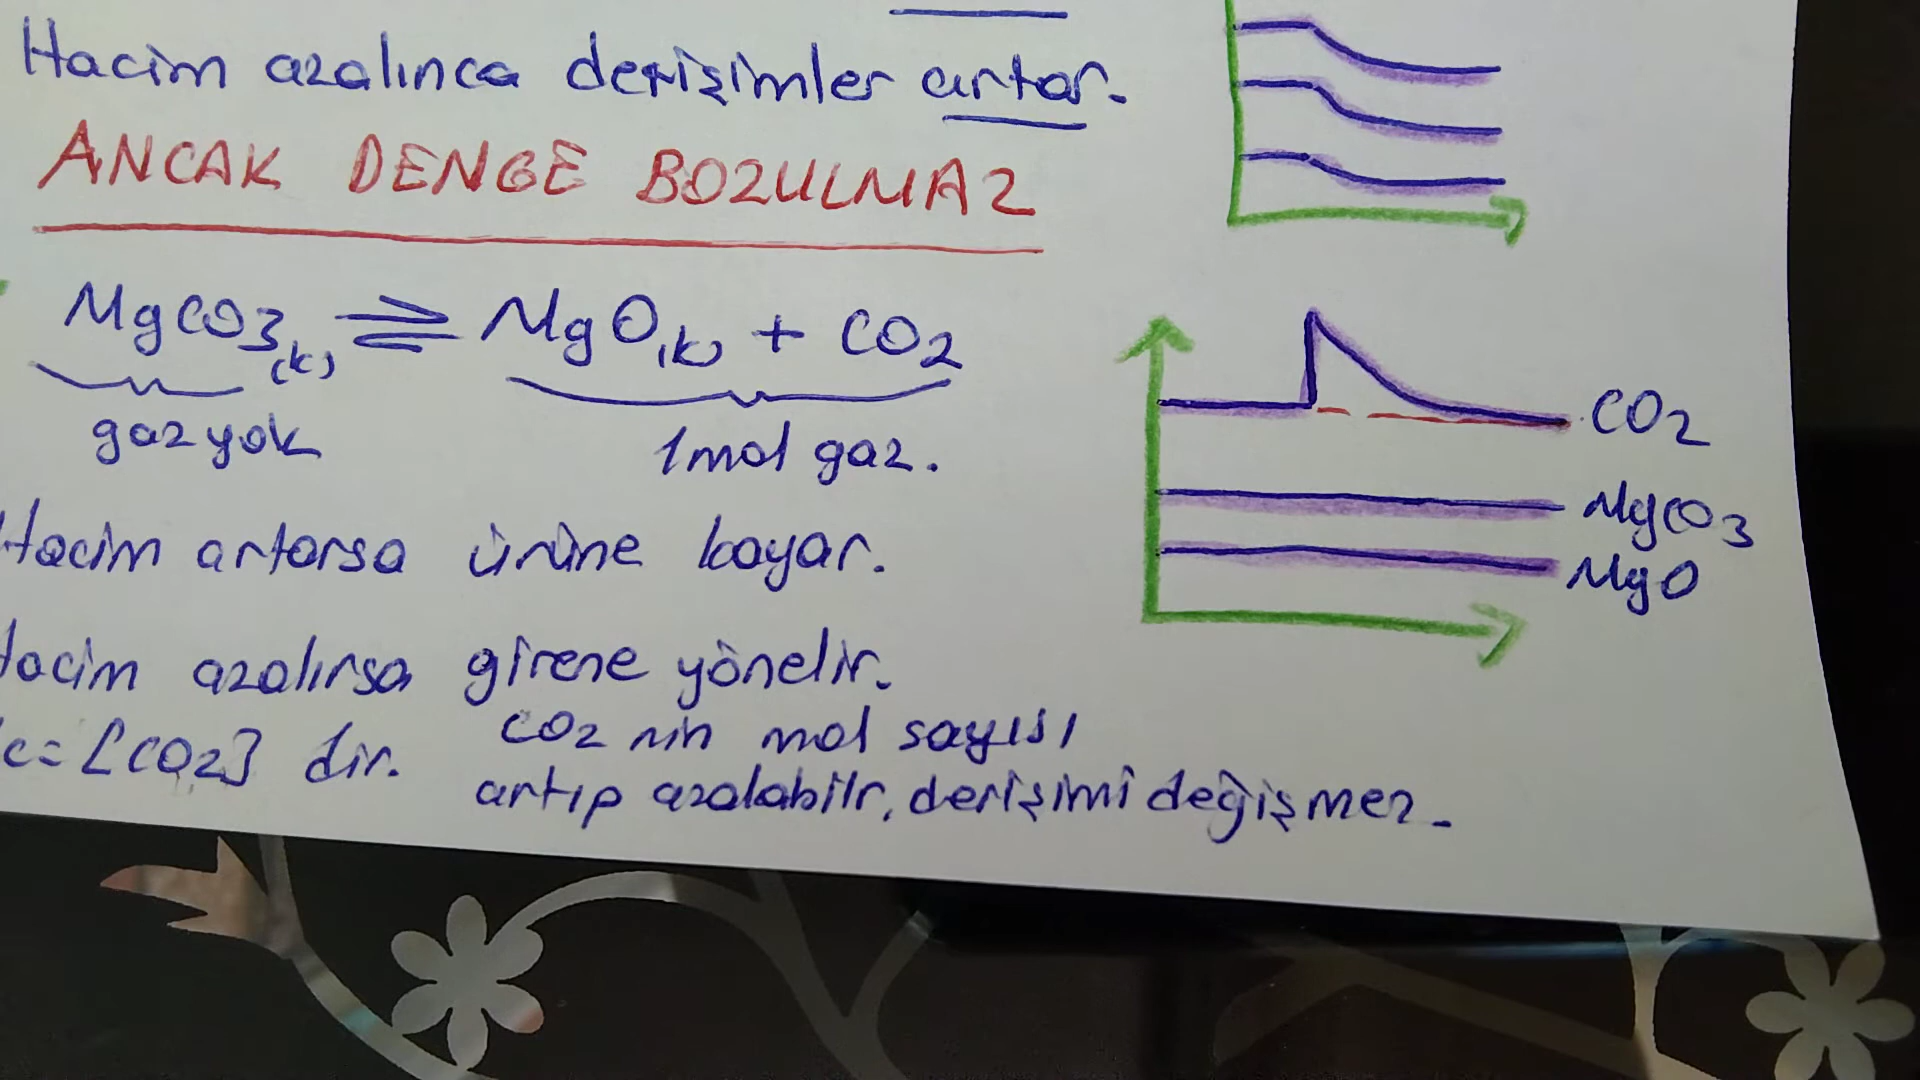 Hacim azalınca derişimler artar.
ANCAK DENGE BOZULMAZ
MgCO3(k) ⇌ MgO(k) + CO2
gaz yok
1mol gaz.
Hacim artarsa ürüne kayar.
Hacim azalırsa girene yönelir.
c=[CO2] dir. CO2 nin mol sayısı
artıp azalabilir, derişimi değişmez.
CO2
MgCO3
MgO